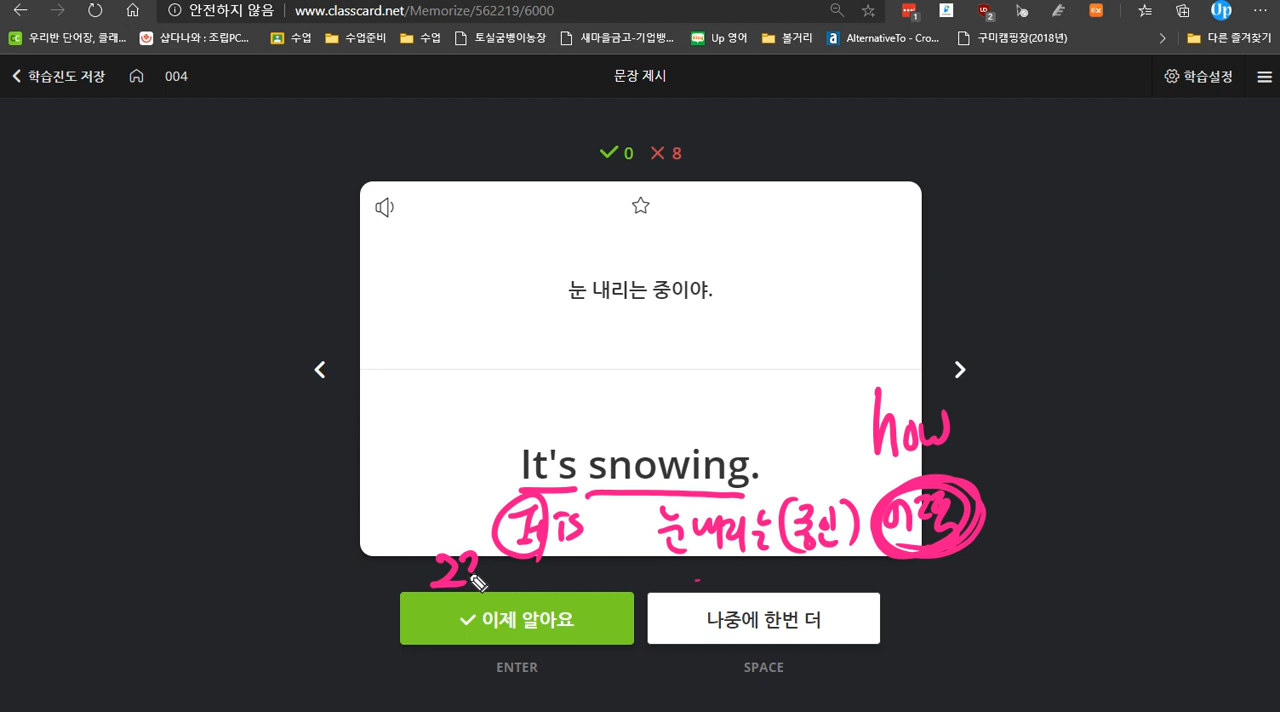 안전하지 않음 | www.classcard.net/Memorize/562219/6000
우리반 단어장, 클래... 샵다나와 : 조립PC... 수업 수업준비 수업 토실굼벵이농장 새마을금고-기업뱅... Up 영어 볼거리 AlternativeTo - Cro... 구미캠핑장(2018년) 다른 즐겨찾기
학습진도 저장 004 문장 제시 학습설정
0 8
눈 내리는 중이야.
how
It's snowing.
It is 눈 내리는 (중인)
이제 알아요 나중에 한번 더
ENTER SPACE